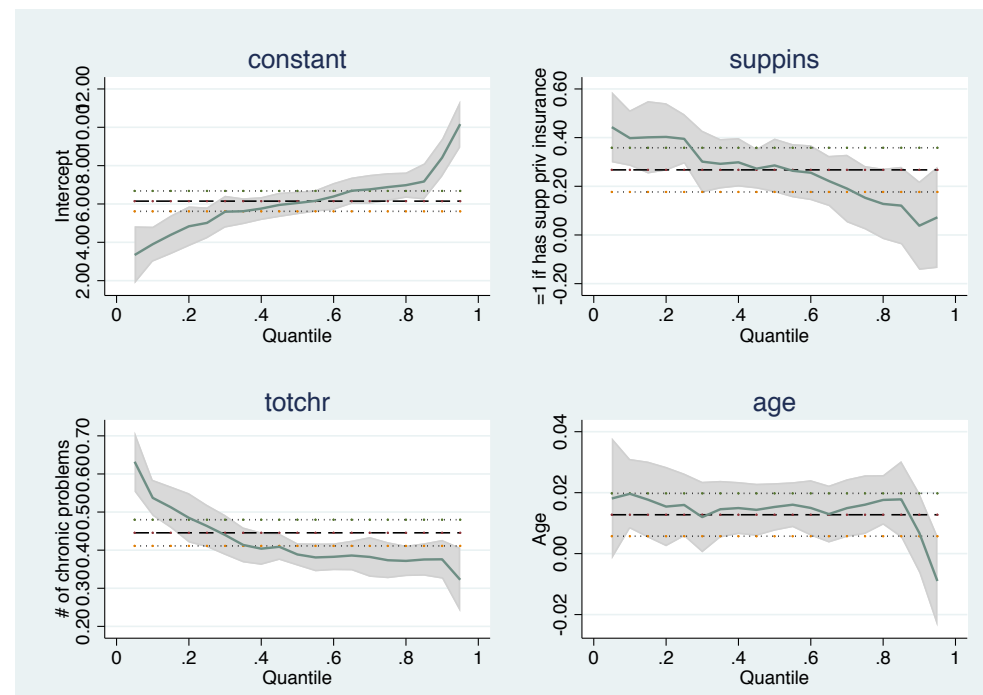 constant
Intercept
2.00 4.00 6.00 8.00 10.00 12.00
0 .2 .4 .6 .8 1
Quantile
suppins
=1 if has supp priv insurance
-0.20 0.00 0.20 0.40 0.60
0 .2 .4 .6 .8 1
Quantile
totchr
# of chronic problems
0.20 0.30 0.40 0.50 0.60 0.70
0 .2 .4 .6 .8 1
Quantile
age
Age
-0.02 0.00 0.02 0.04
0 .2 .4 .6 .8 1
Quantile